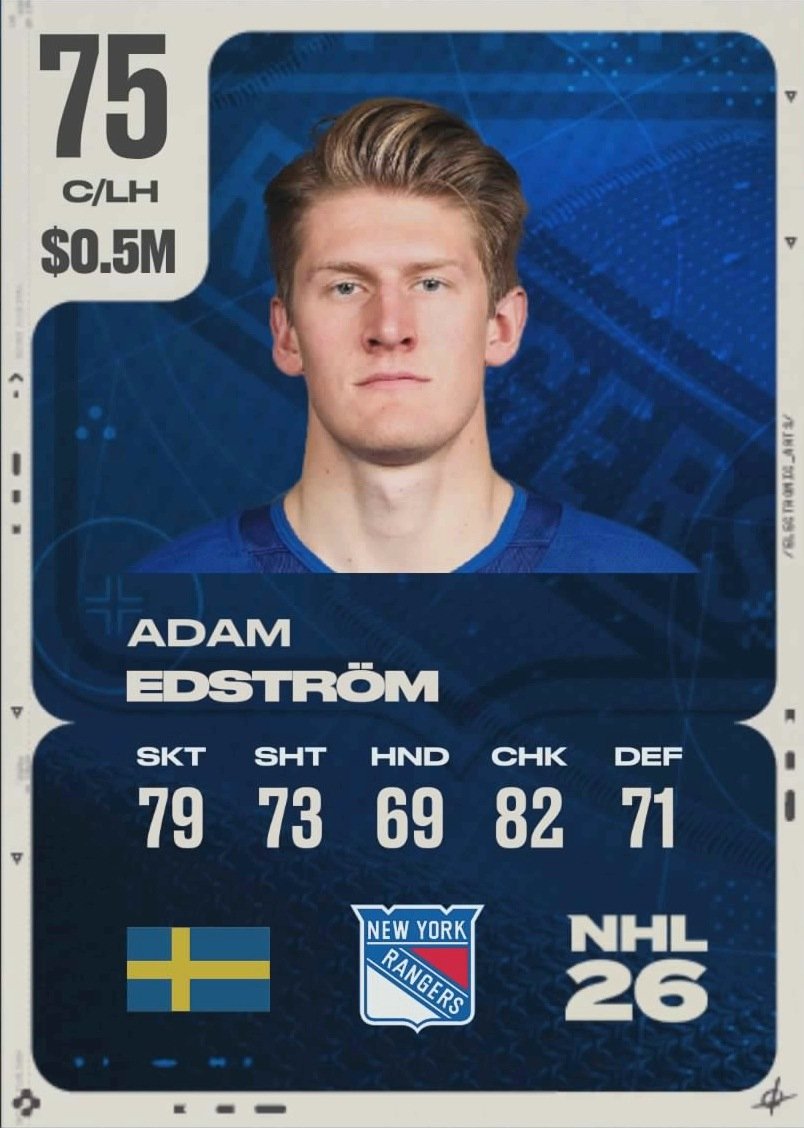 75
C/LH
$0.5M
/ELECTRONIC_ARTS/
ADAM
EDSTRÖM
SKT SHT HND CHK DEF
79 73 69 82 71
NEW YORK
RANGERS
NHL
26